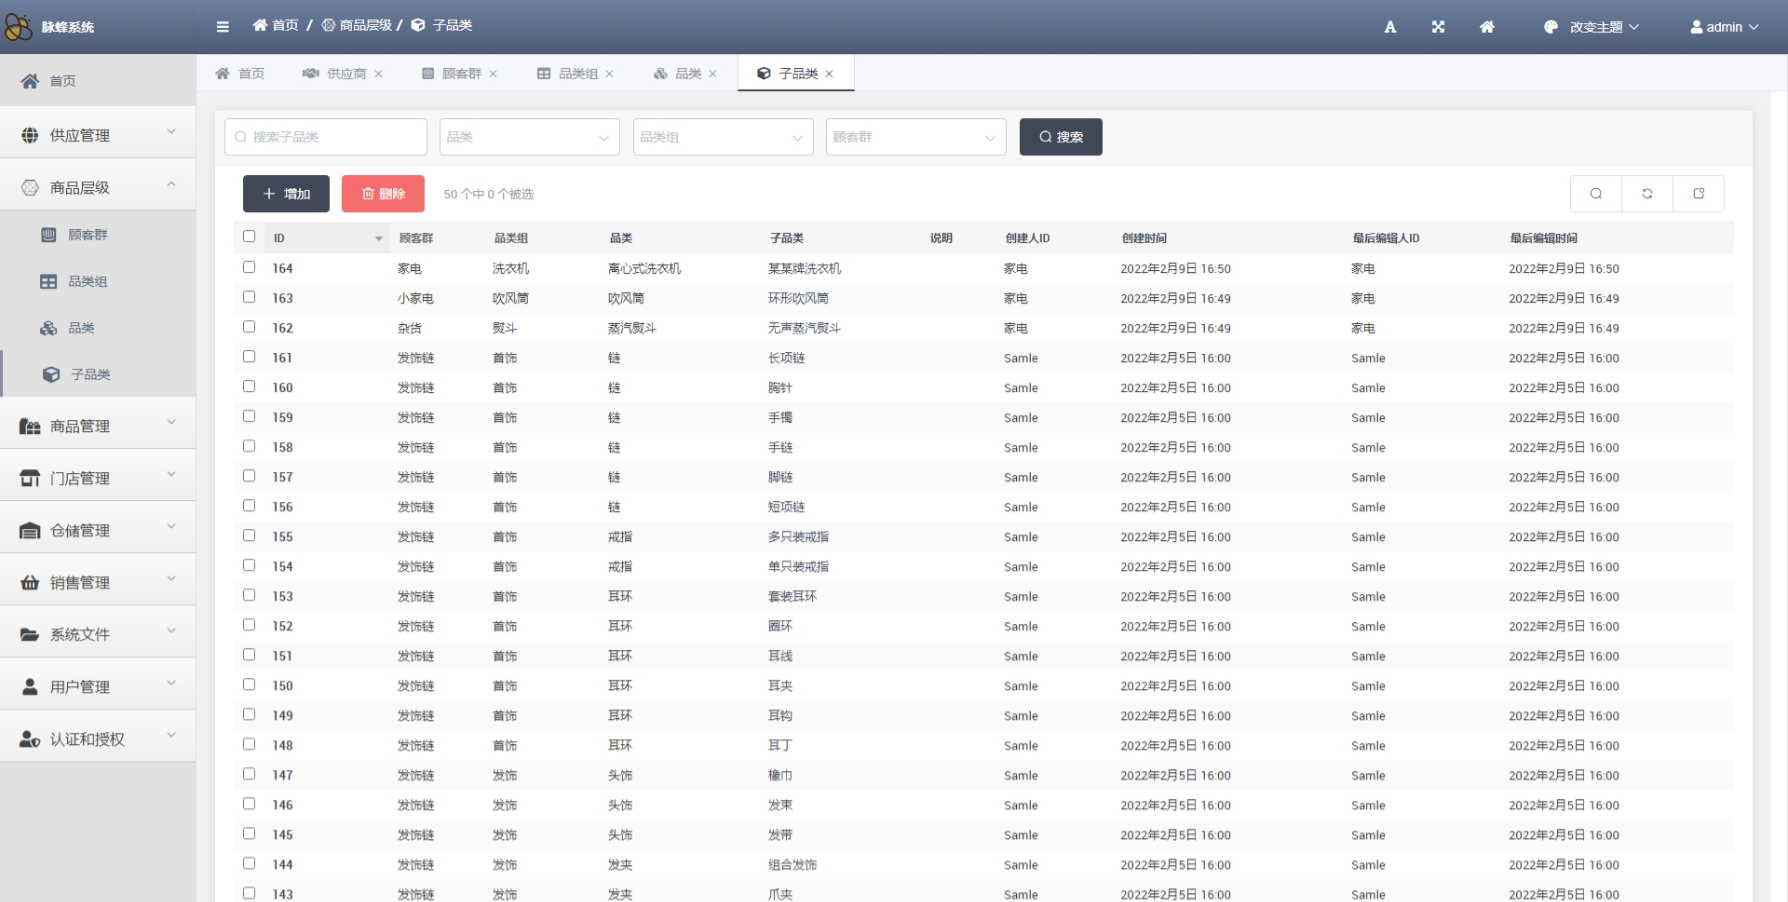 脉蜂系统
首页 / 商品层级 / 子品类
A
改变主题
admin
首页
供应商 ×
顾客群 ×
品类组 ×
品类 ×
子品类 ×
首页
供应管理
商品层级
顾客群
品类组
品类
子品类
商品管理
门店管理
仓储管理
销售管理
系统文件
用户管理
认证和授权
搜索子品类
品类
品类组
顾客群
搜索
增加
删除
50 个中 0 个被选
ID 顾客群 品类组 品类 子品类 说明 创建人ID 创建时间 最后编辑人ID 最后编辑时间
164 家电 洗衣机 离心式洗衣机 某某牌洗衣机 家电 2022年2月9日 16:50 家电 2022年2月9日 16:50
163 小家电 吹风筒 吹风筒 环形吹风筒 家电 2022年2月9日 16:49 家电 2022年2月9日 16:49
162 杂货 熨斗 蒸汽熨斗 无声蒸汽熨斗 家电 2022年2月9日 16:49 家电 2022年2月9日 16:49
161 发饰链 首饰 链 长项链 Samle 2022年2月5日 16:00 Samle 2022年2月5日 16:00
160 发饰链 首饰 链 胸针 Samle 2022年2月5日 16:00 Samle 2022年2月5日 16:00
159 发饰链 首饰 链 手镯 Samle 2022年2月5日 16:00 Samle 2022年2月5日 16:00
158 发饰链 首饰 链 手链 Samle 2022年2月5日 16:00 Samle 2022年2月5日 16:00
157 发饰链 首饰 链 脚链 Samle 2022年2月5日 16:00 Samle 2022年2月5日 16:00
156 发饰链 首饰 链 短项链 Samle 2022年2月5日 16:00 Samle 2022年2月5日 16:00
155 发饰链 首饰 戒指 多只装戒指 Samle 2022年2月5日 16:00 Samle 2022年2月5日 16:00
154 发饰链 首饰 戒指 单只装戒指 Samle 2022年2月5日 16:00 Samle 2022年2月5日 16:00
153 发饰链 首饰 耳环 套装耳环 Samle 2022年2月5日 16:00 Samle 2022年2月5日 16:00
152 发饰链 首饰 耳环 圈环 Samle 2022年2月5日 16:00 Samle 2022年2月5日 16:00
151 发饰链 首饰 耳环 耳线 Samle 2022年2月5日 16:00 Samle 2022年2月5日 16:00
150 发饰链 首饰 耳环 耳夹 Samle 2022年2月5日 16:00 Samle 2022年2月5日 16:00
149 发饰链 首饰 耳环 耳钩 Samle 2022年2月5日 16:00 Samle 2022年2月5日 16:00
148 发饰链 首饰 耳环 耳丁 Samle 2022年2月5日 16:00 Samle 2022年2月5日 16:00
147 发饰链 发饰 头饰 橡巾 Samle 2022年2月5日 16:00 Samle 2022年2月5日 16:00
146 发饰链 发饰 头饰 发束 Samle 2022年2月5日 16:00 Samle 2022年2月5日 16:00
145 发饰链 发饰 头饰 发带 Samle 2022年2月5日 16:00 Samle 2022年2月5日 16:00
144 发饰链 发饰 发夹 组合发饰 Samle 2022年2月5日 16:00 Samle 2022年2月5日 16:00
143 发饰链 发饰 发夹 爪夹 Samle 2022年2月5日 16:00 Samle 2022年2月5日 16:00